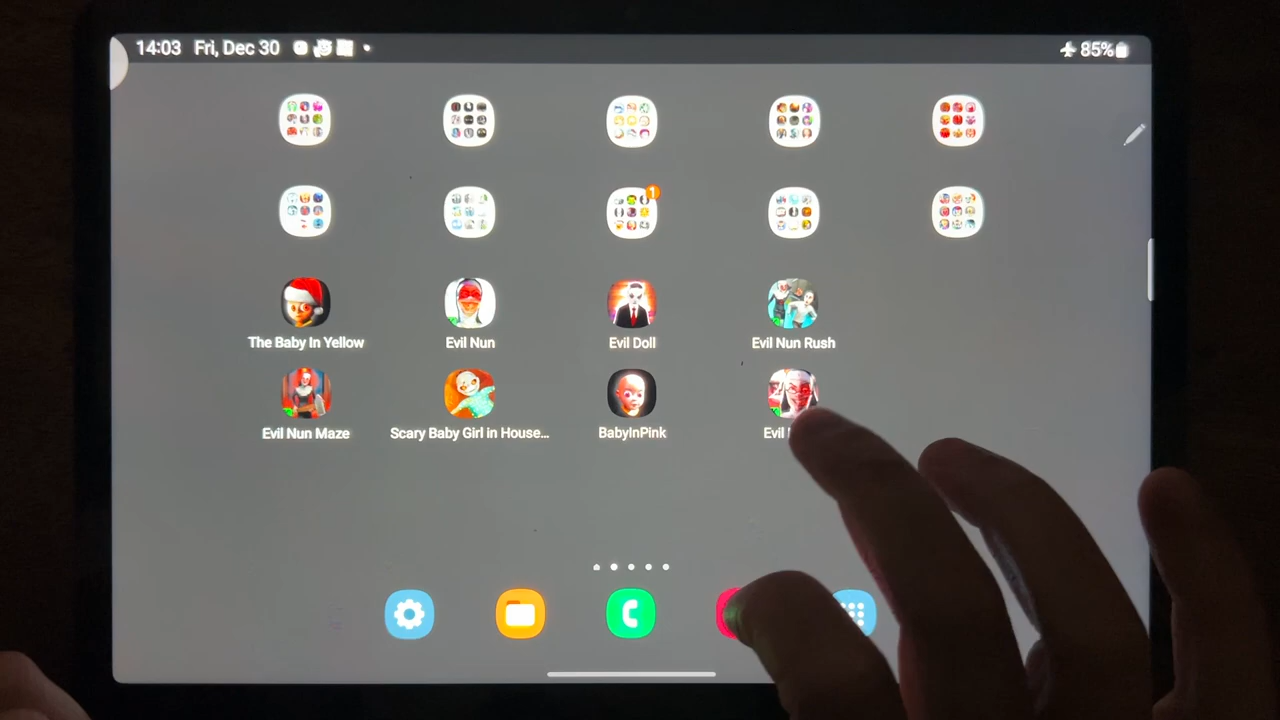 14:03 Fri, Dec 30
85%
1
The Baby In Yellow
Evil Nun
Evil Doll
Evil Nun Rush
Evil Nun Maze
Scary Baby Girl in House...
BabyInPink
Evil